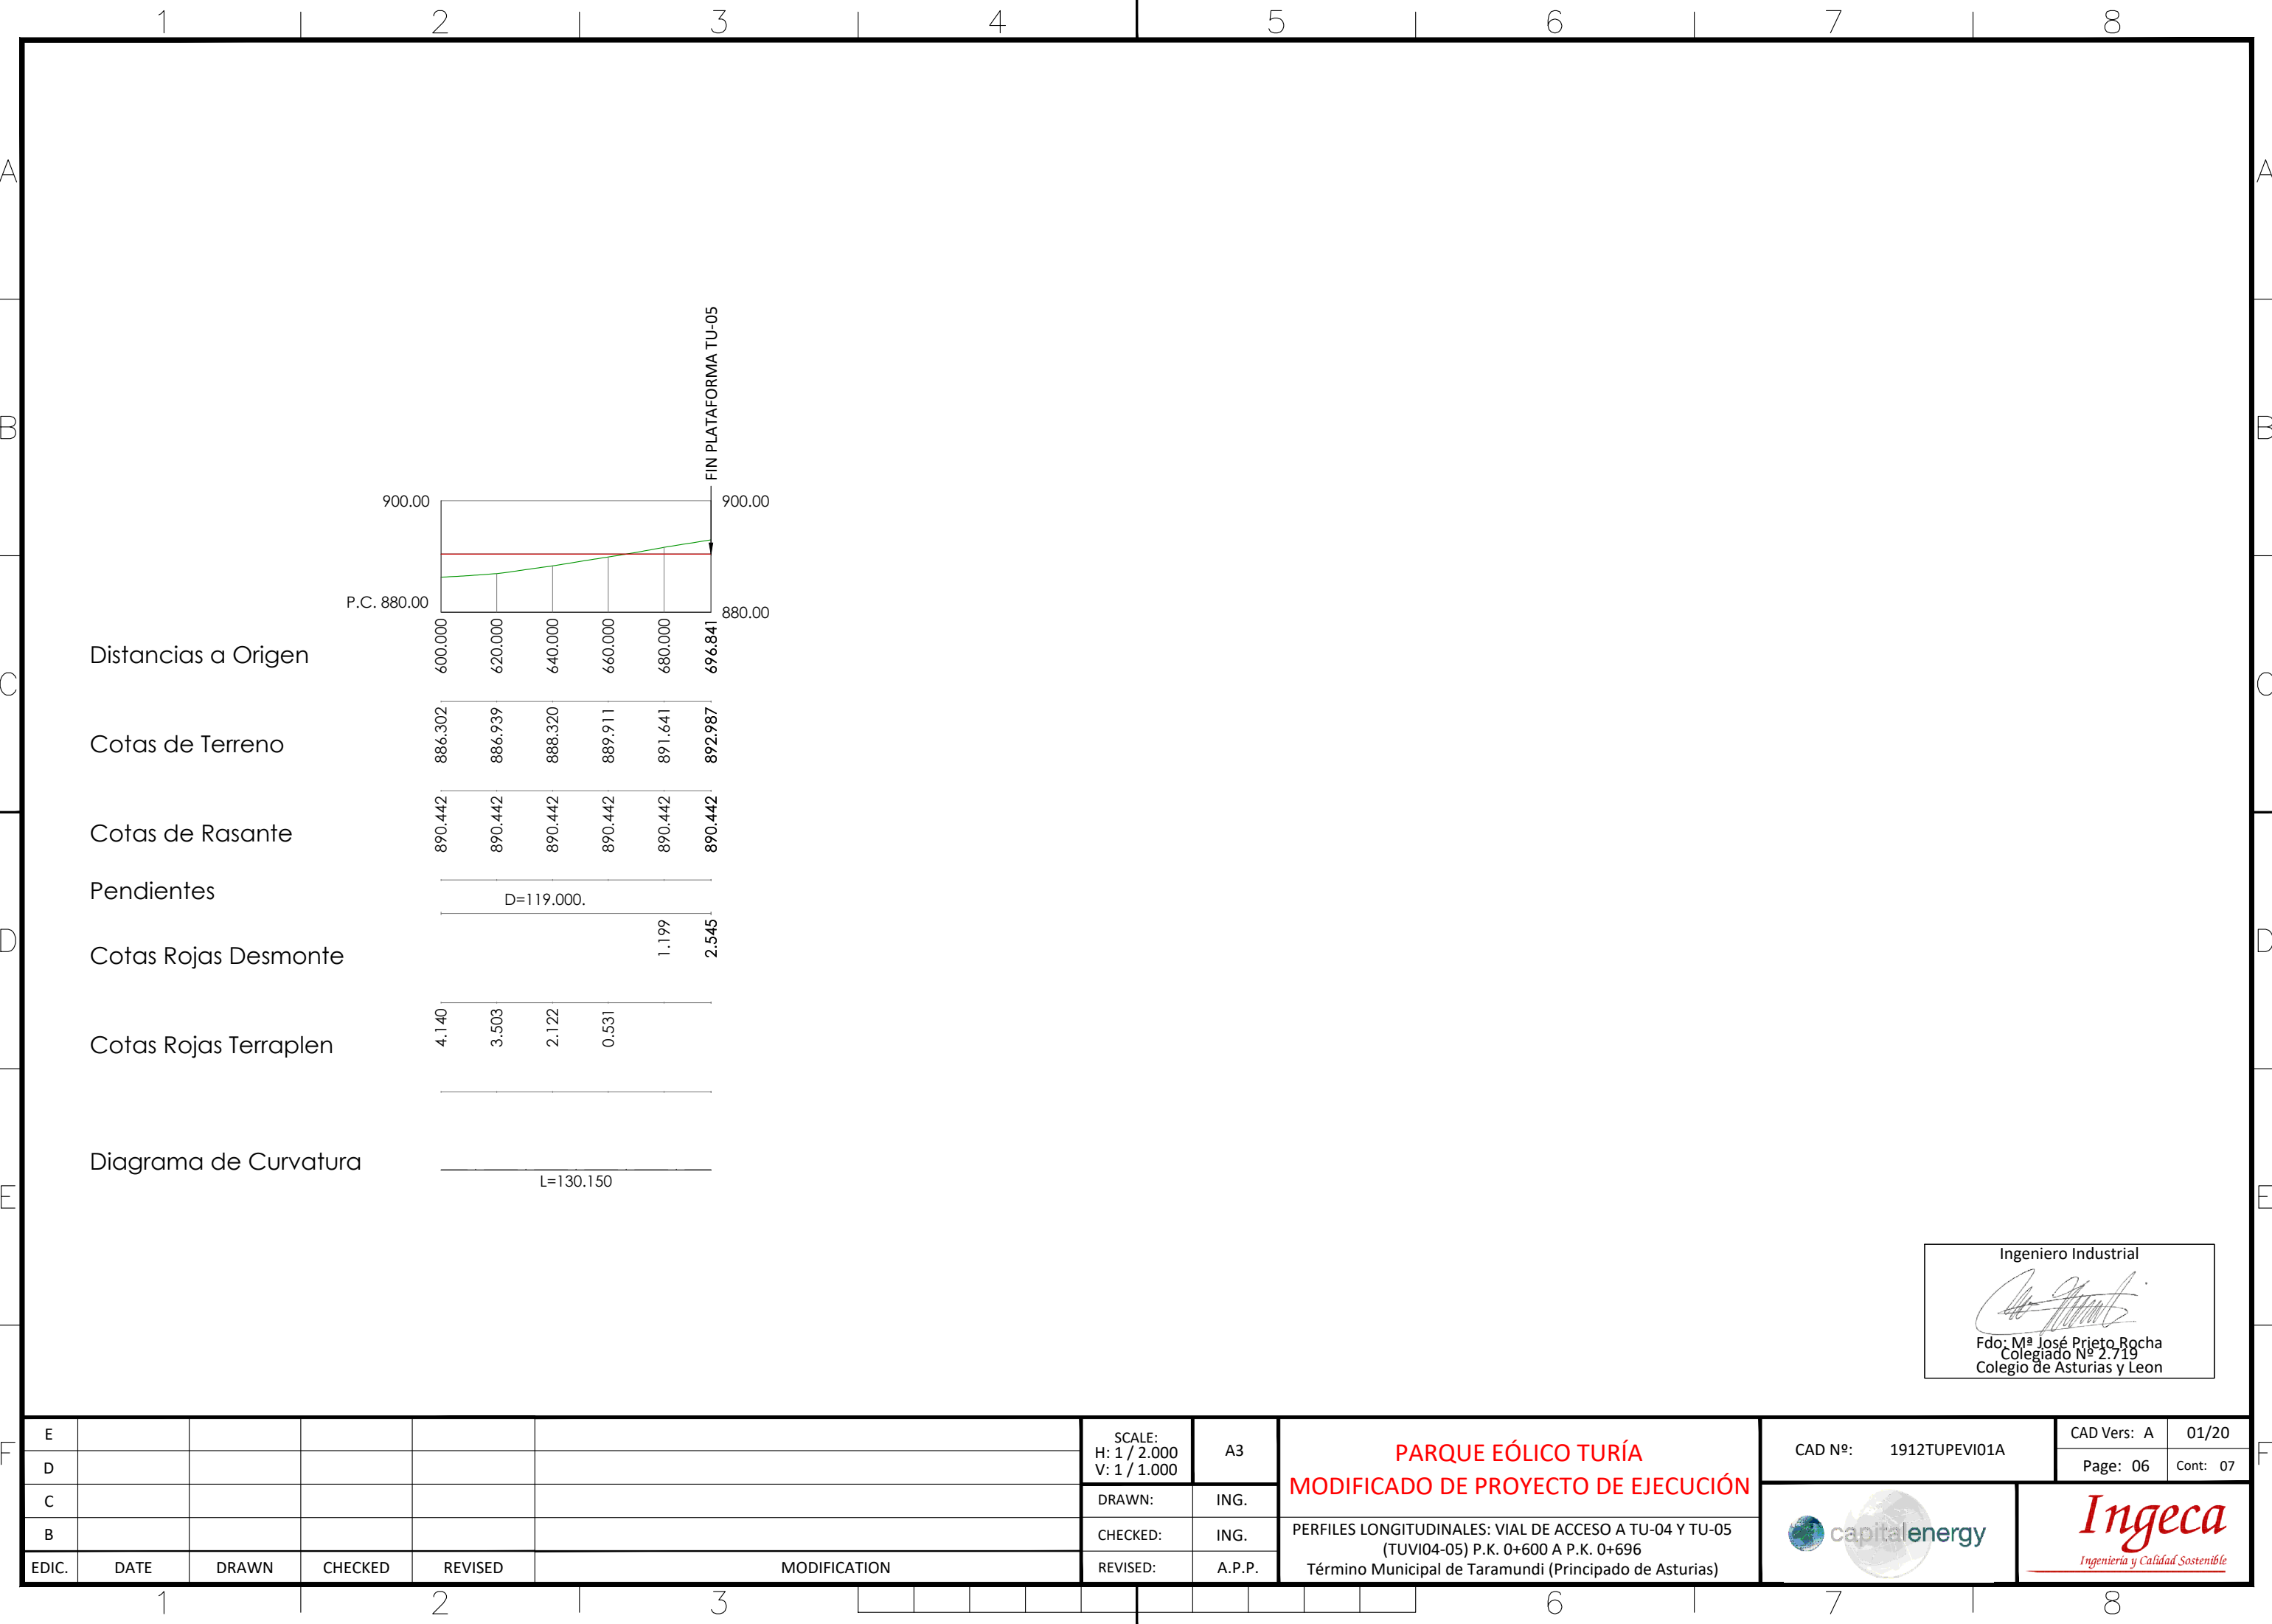 1 2 3 4 5 6 7 8
A A
B B
C C
D D
E E
F F
FIN PLATAFORMA TU-05
900.00 900.00
P.C. 880.00 880.00
Distancias a Origen 600.000 620.000 640.000 660.000 680.000 696.841
Cotas de Terreno 886.302 886.939 888.320 889.911 891.641 892.987
Cotas de Rasante 890.442 890.442 890.442 890.442 890.442 890.442
Pendientes D=119.000.
Cotas Rojas Desmonte 1.199 2.545
Cotas Rojas Terraplen 4.140 3.503 2.122 0.531
Diagrama de Curvatura
L=130.150
Ingeniero Industrial
Fdo: Mª José Prieto Rocha
Colegiado Nº 2.719
Colegio de Asturias y Leon
E
D
C
B
EDIC. DATE DRAWN CHECKED REVISED MODIFICATION
SCALE:
H: 1 / 2.000
V: 1 / 1.000
A3
DRAWN: ING.
CHECKED: ING.
REVISED: A.P.P.
PARQUE EÓLICO TURÍA
MODIFICADO DE PROYECTO DE EJECUCIÓN
PERFILES LONGITUDINALES: VIAL DE ACCESO A TU-04 Y TU-05
(TUVI04-05) P.K. 0+600 A P.K. 0+696
Término Municipal de Taramundi (Principado de Asturias)
CAD Nº: 1912TUPEVI01A
CAD Vers: A 01/20
Page: 06 Cont: 07
capitalenergy
Ingeca
Ingeniería y Calidad Sostenible
1 2 3 6 7 8